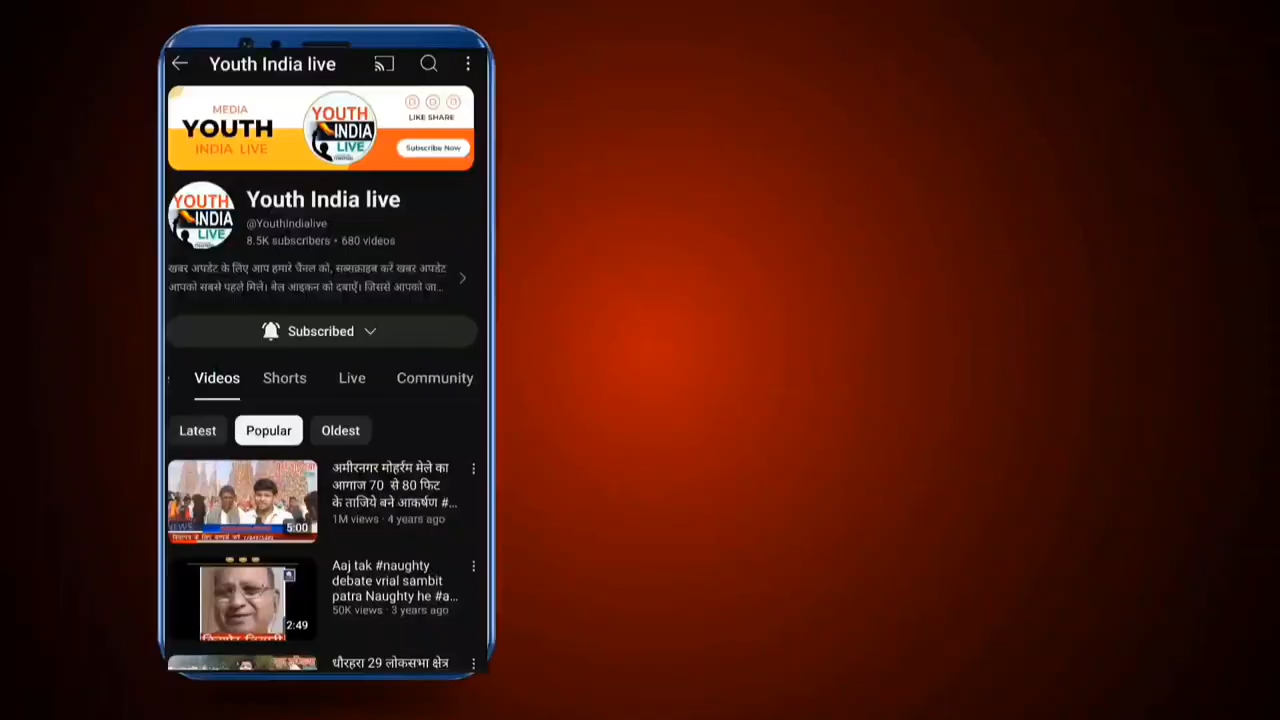 Youth India live
MEDIA
YOUTH
INDIA LIVE
YOUTH
INDIA
LIVE
LIKE SHARE
Subscribe Now
YOUTH
INDIA
LIVE
Youth India live
@Youthindialive
8.5K subscribers • 680 videos
खबर अपडेट के लिए आप हमारे चैनल को, सब्सक्राइब करें खबर अपडेट
आपको सबसे पहले मिले। बेल आइकन को दबाएँ। जिससे आपको जा...
Subscribed
Videos Shorts Live Community
Latest Popular Oldest
अमीरनगर मोहर्रम मेले का
आगाज 70 से 80 फिट
के ताजिये बने आकर्षण #...
1M views · 4 years ago
NEWS
5:00
Aaj tak #naughty
debate vrial sambit
patra Naughty he #a...
50K views · 3 years ago
2:49
धौरहरा 29 लोकसभा क्षेत्र